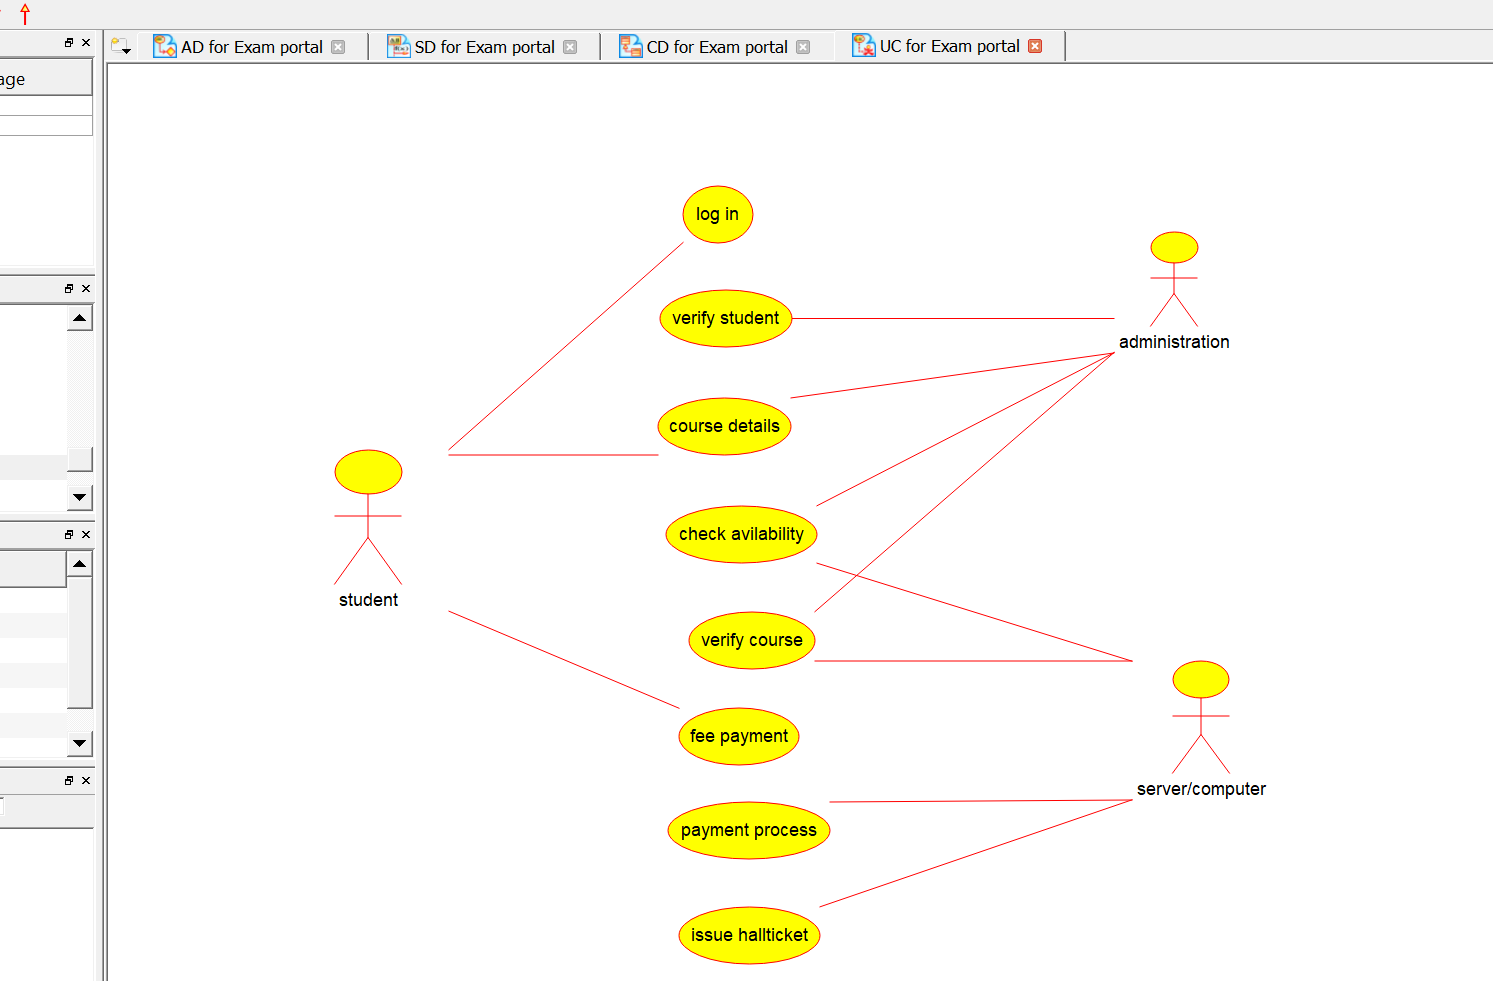 AD for Exam portal
SD for Exam portal
CD for Exam portal
UC for Exam portal
age
log in
verify student
administration
course details
check avilability
student
verify course
fee payment
server/computer
payment process
issue hallticket